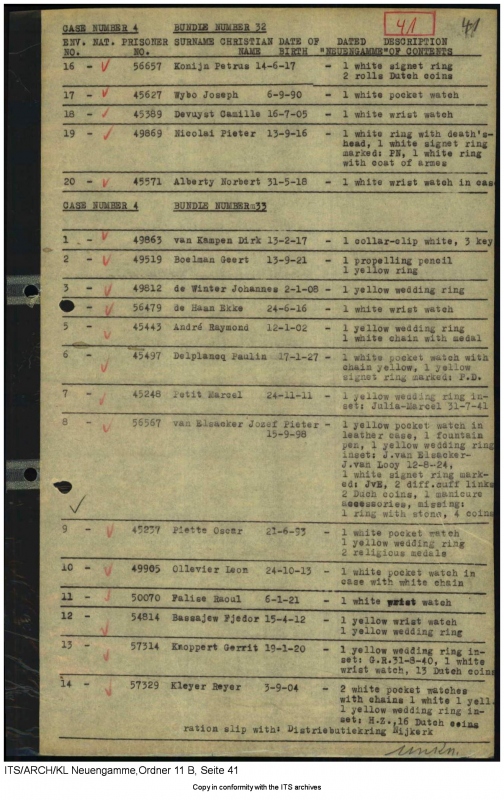 41 41
CASE NUMBER 4 BUNDLE NUMBER 32
ENV. NAT. PRISONER SURNAME CHRISTIAN DATE OF DATED DESCRIPTION
NO. NO. NAME BIRTH "NEUENGAMME" OF CONTENTS
16 - 56657 Konijn Petrus 14-6-17 - 1 white signet ring
2 rolls Dutch coins
17 - 45627 Wybo Joseph 6-9-90 - 1 white pocket watch
18 - 45389 Devuyst Camille 16-7-05 - 1 white wrist watch
19 - 49869 Nicolai Pieter 13-9-16 - 1 white ring with death's-
head, 1 white signet ring
marked: PN, 1 white ring
with coat of armes
20 - 45571 Alberty Norbert 31-5-18 - 1 white wrist watch in case
CASE NUMBER 4 BUNDLE NUMBER 33
1 - 49863 van Kampen Dirk 13-2-17 - 1 collar-clip white, 3 key
2 - 49519 Boelman Geert 13-9-21 - 1 propelling pencil
1 yellow ring
3 - 49812 de Winter Johannes 2-1-08 - 1 yellow wedding ring
- 56479 de Haan Ekke 24-6-16 - 1 white wrist watch
5 - 45443 André Raymond 12-1-02 - 1 yellow wedding ring
1 white chain with medal
6 - 45497 Delplancq Paulin 17-1-27 - 1 white pocket watch with
chain yellow, 1 yellow
signet ring marked: P.D.
7 - 45248 Petit Marcel 24-11-11 - 1 yellow wedding ring in-
set: Julia-Marcel 31-7-41
8 - 56567 van Elsacker Jozef Pieter - 1 yellow pocket watch in
15-9-98 leather case, 1 fountain
pen, 1 yellow wedding ring
inset: J.van Elsacker-
J.van Looy 12-8-24,
1 white signet ring mark-
ed: JvE, 2 diff.cuff links
2 Duch coins, 1 manicure
accessories, missing:
1 ring with stone, 4 coins
9 - 45237 Piette Oscar 21-6-93 - 1 white pocket watch
1 yellow wedding ring
2 religious medals
10 - 49905 Ollevier Leon 24-10-13 - 1 white pocket watch in
case with white chain
11 - 50070 Falise Raoul 6-1-21 - 1 white wrist watch
12 - 54814 Bassajew Fjedor 15-4-12 - 1 yellow wrist watch
1 yellow wedding ring
13 - 57314 Knoppert Gerrit 19-1-20 - 1 yellow wedding ring in-
set: G.R.31-8-40, 1 white
wrist watch, 13 Dutch coins
14 - 57329 Kleyer Reyer 3-9-04 - 2 white pocket watches
with chains 1 white 1 yell
1 yellow wedding ring in-
set: H.Z.,16 Dutch coins
ration slip with: Distributiekring Nijkerk
ITS/ARCH/KL Neuengamme,Ordner 11 B, Seite 41
Copy in conformity with the ITS archives